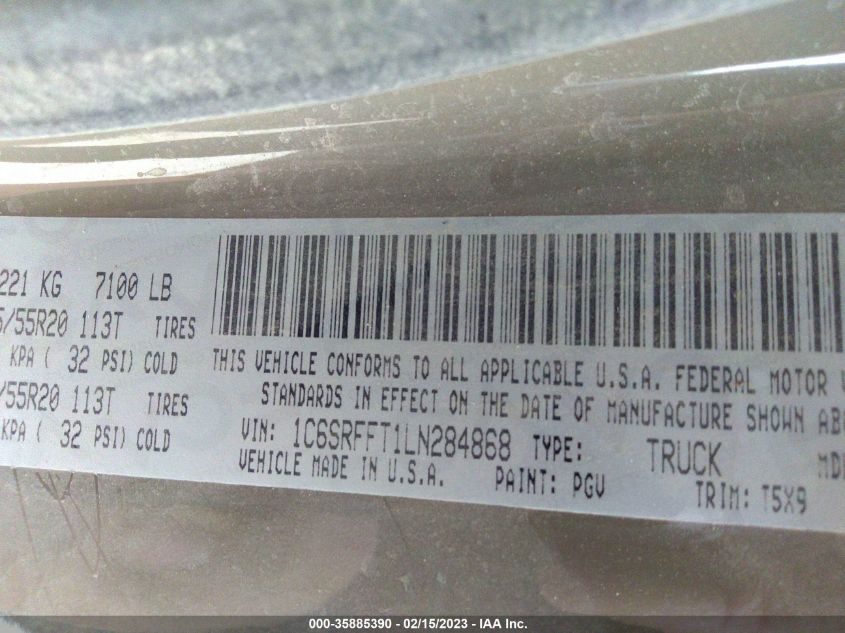 221 KG 7100 LB
/55R20 113T TIRES
KPA ( 32 PSI) COLD
/55R20 113T TIRES
KPA ( 32 PSI) COLD
THIS VEHICLE CONFORMS TO ALL APPLICABLE U.S.A. FEDERAL MOTOR
STANDARDS IN EFFECT ON THE DATE OF MANUFACTURE SHOWN AB
VIN: 1C6SRFFT1LN284868 TYPE: TRUCK
VEHICLE MADE IN U.S.A. PAINT: PGV TRIM: T5X9
000-35885390 - 02/15/2023 - IAA Inc.